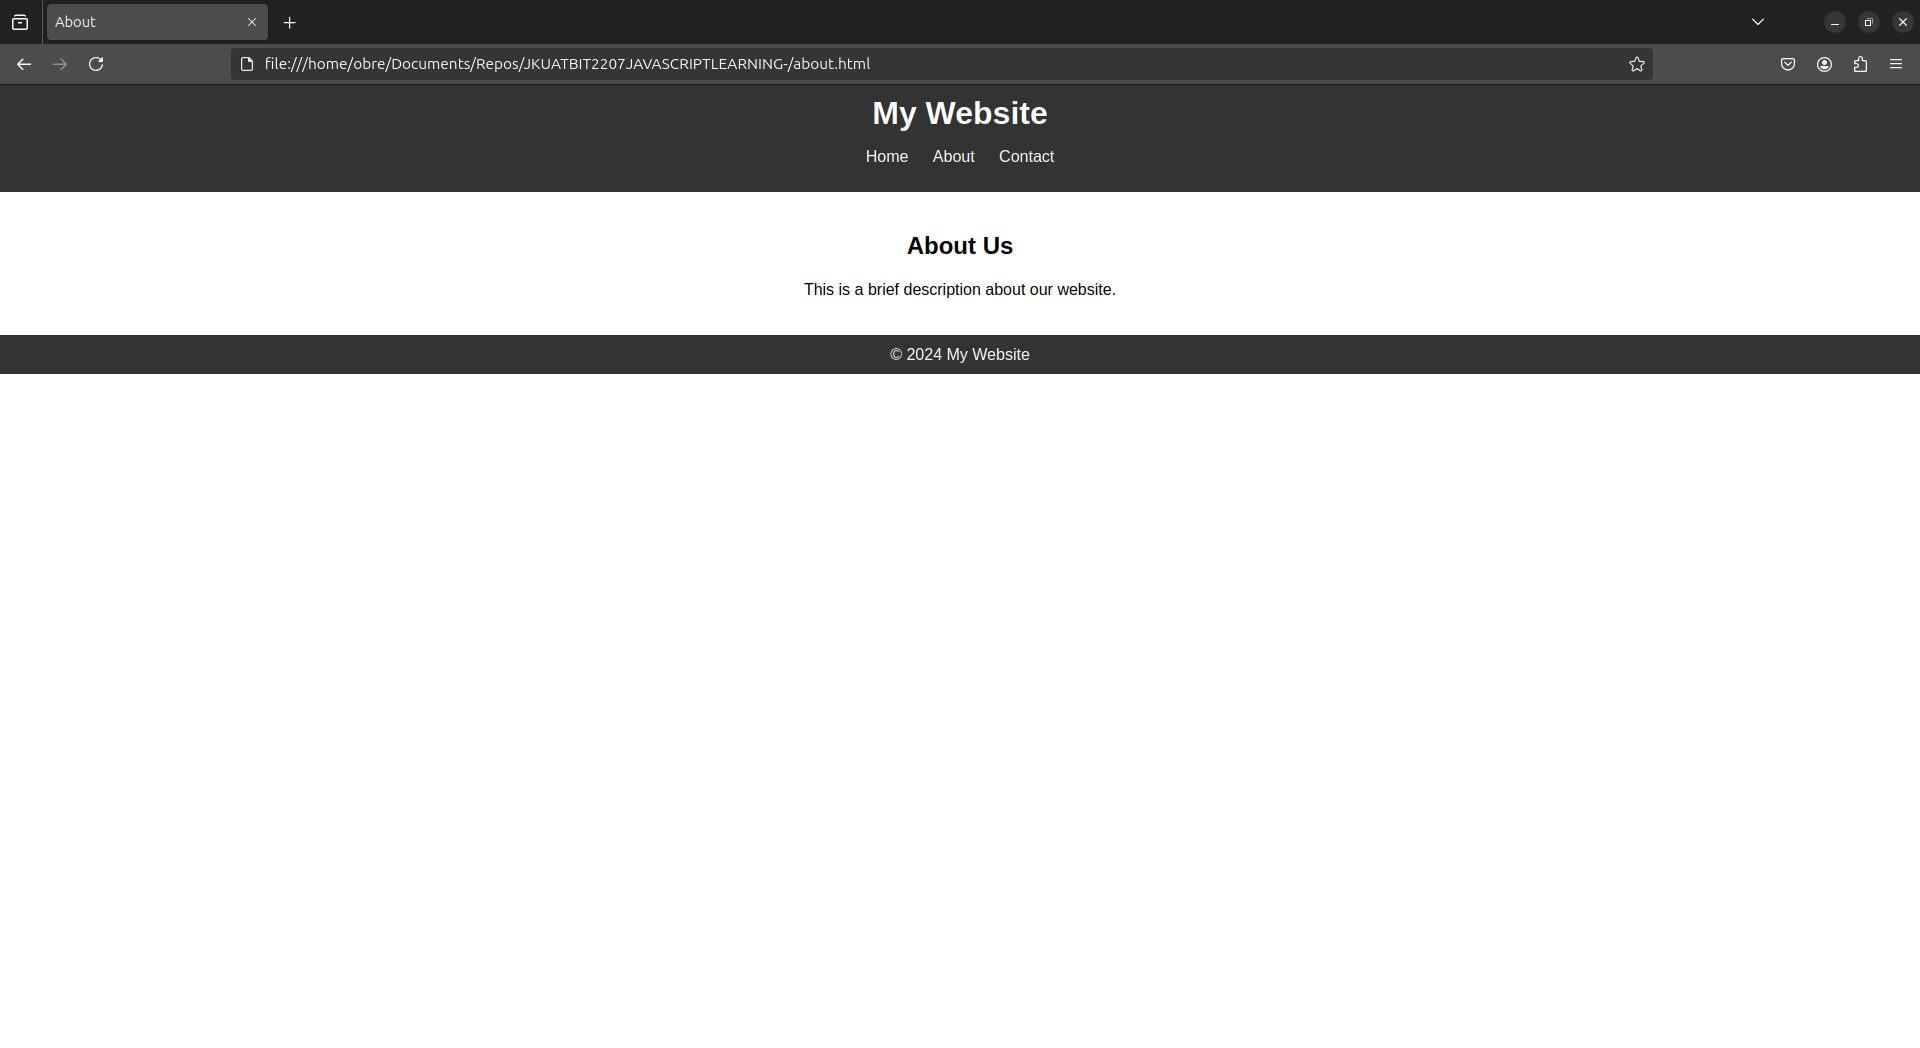 About
file:///home/obre/Documents/Repos/JKUATBIT2207JAVASCRIPTLEARNING-/about.html
My Website
Home About Contact
About Us
This is a brief description about our website.
© 2024 My Website